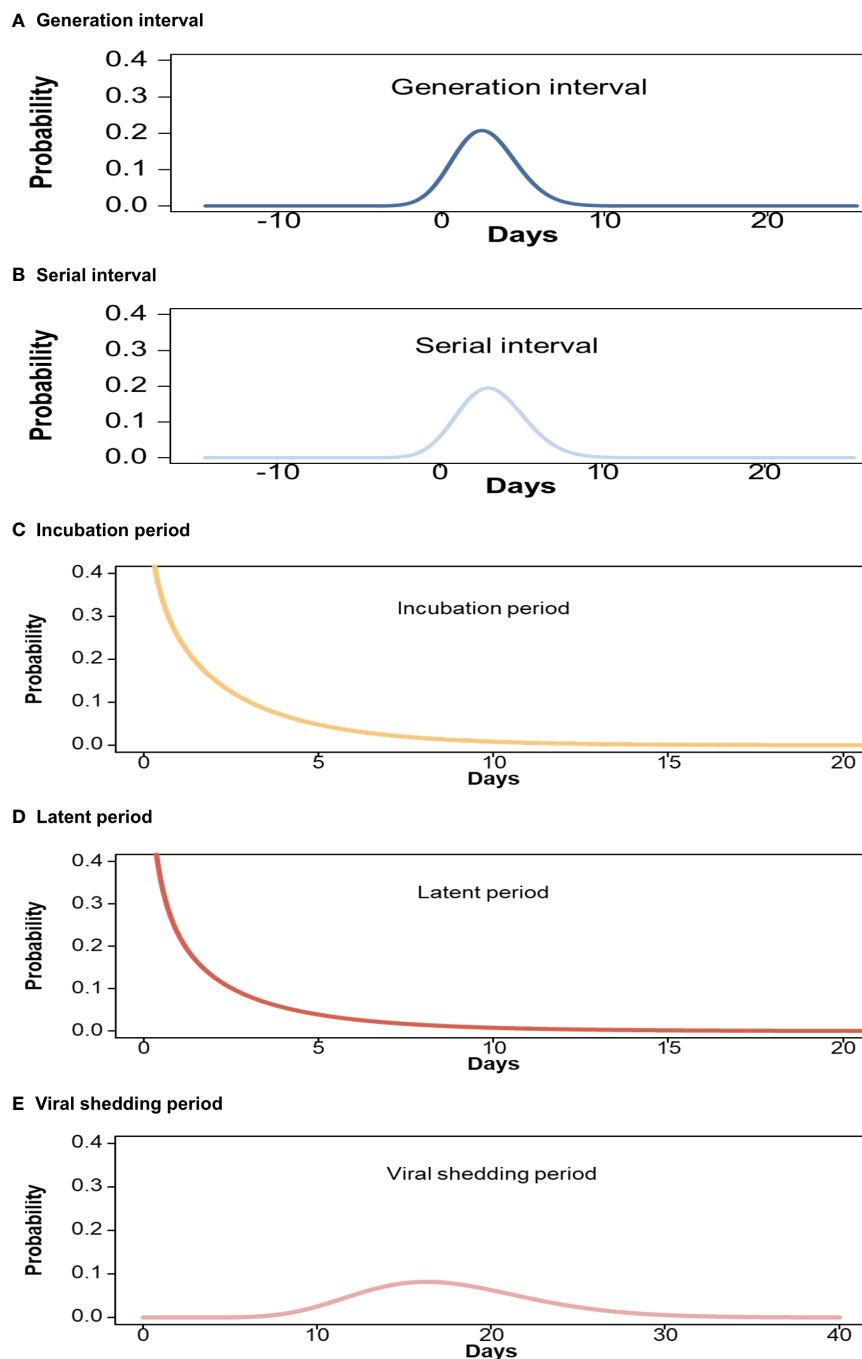 A Generation interval
Generation interval
Probability
0.4
0.3
0.2
0.1
0.0
-10 0 10 20
Days
B Serial interval
Serial interval
Probability
0.4
0.3
0.2
0.1
0.0
-10 0 10 20
Days
C Incubation period
Incubation period
Probability
0.4
0.3
0.2
0.1
0.0
0 5 10 15 20
Days
D Latent period
Latent period
Probability
0.4
0.3
0.2
0.1
0.0
0 5 10 15 20
Days
E Viral shedding period
Viral shedding period
Probability
0.4
0.3
0.2
0.1
0.0
0 10 20 30 40
Days